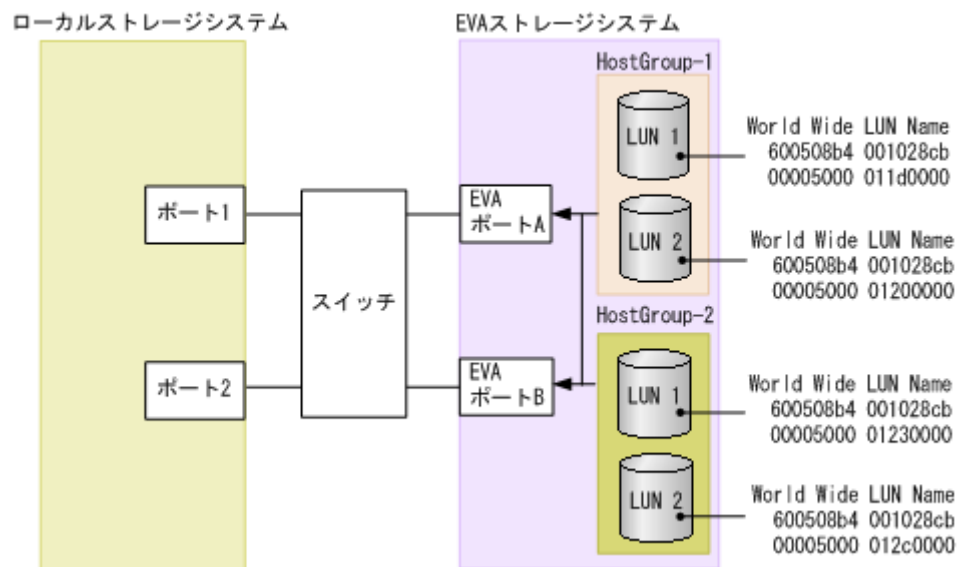 ローカルストレージシステム
EVAストレージシステム
HostGroup-1
LUN 1
World Wide LUN Name
600508b4 001028cb
00005000 011d0000
ポート1
EVA
ポートA
LUN 2
World Wide LUN Name
600508b4 001028cb
00005000 01200000
スイッチ
HostGroup-2
ポート2
EVA
ポートB
LUN 1
World Wide LUN Name
600508b4 001028cb
00005000 01230000
LUN 2
World Wide LUN Name
600508b4 001028cb
00005000 012c0000